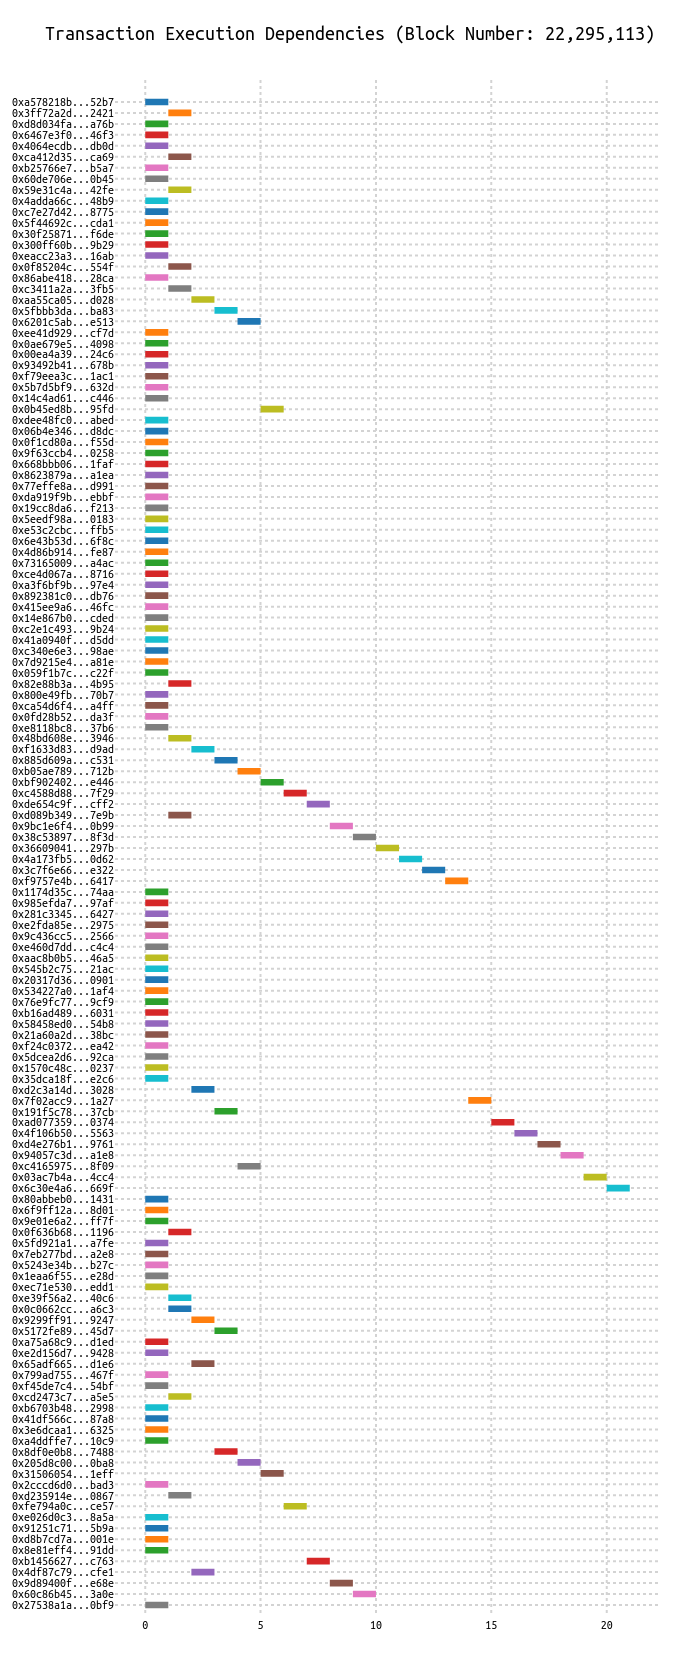 Transaction Execution Dependencies (Block Number: 22,295,113)
0xa578218b...52b7
0x3ff72a2d...2421
0xd8d034fa...a76b
0x6467e3f0...46f3
0x4064ecdb...db0d
0xca412d35...ca69
0xb25766e7...b5a7
0x60de706e...0b45
0x59e31c4a...42fe
0x4adda66c...48b9
0xc7e27d42...8775
0x5f44692c...cda1
0x30f25871...f6de
0x300ff60b...9b29
0xeacc23a3...16ab
0x0f85204c...554f
0x86abe418...28ca
0xc3411a2a...3fb5
0xaa55ca05...d028
0x5fbbb3da...ba83
0x6201c5ab...e513
0xee41d929...cf7d
0x0ae679e5...4098
0x00ea4a39...24c6
0x93492b41...678b
0xf79eea3c...1ac1
0x5b7d5bf9...632d
0x14c4ad61...c446
0x0b45ed8b...95fd
0xdee48fc0...abed
0x06b4e346...d8dc
0x0f1cd80a...f55d
0x9f63ccb4...0258
0x668bbb06...1faf
0x8623879a...a1ea
0x77effe8a...d991
0xda919f9b...ebbf
0x19cc8da6...f213
0x5eedf98a...0183
0xe53c2cbc...ffb5
0x6e43b53d...6f8c
0x4d86b914...fe87
0x73165009...a4ac
0xce4d067a...8716
0xa3f6bf9b...97e4
0x892381c0...db76
0x415ee9a6...46fc
0x14e867b0...cded
0xc2e1c493...9b24
0x41a0940f...d5dd
0xc340e6e3...98ae
0x7d9215e4...a81e
0x059f1b7c...c22f
0x82e88b3a...4b95
0x800e49fb...70b7
0xca54d6f4...a4ff
0x0fd28b52...da3f
0xe8118bc8...37b6
0x48bd608e...3946
0xf1633d83...d9ad
0x885d609a...c531
0xb05ae789...712b
0xbf902402...e446
0xc4588d88...7f29
0xde654c9f...cff2
0xd089b349...7e9b
0x9bc1e6f4...0b99
0x38c53897...8f3d
0x36609041...297b
0x4a173fb5...0d62
0x3c7f6e66...e322
0xf9757e4b...6417
0x1174d35c...74aa
0x985efda7...97af
0x281c3345...6427
0xe2fda85e...2975
0x9c436cc5...2566
0xe460d7dd...c4c4
0xaac8b0b5...46a5
0x545b2c75...21ac
0x20317d36...0901
0x534227a0...1af4
0x76e9fc77...9cf9
0xb16ad489...6031
0x58458ed0...54b8
0x21a60a2d...38bc
0xf24c0372...ea42
0x5dcea2d6...92ca
0x1570c48c...0237
0x35dca18f...e2c6
0xd2c3a14d...3028
0x7f02acc9...1a27
0x191f5c78...37cb
0xad077359...0374
0x4f106b50...5563
0xd4e276b1...9761
0x94057c3d...a1e8
0xc4165975...8f09
0x03ac7b4a...4cc4
0x6c30e4a6...669f
0x80abbeb0...1431
0x6f9ff12a...8d01
0x9e01e6a2...ff7f
0x0f636b68...1196
0x5fd921a1...a7fe
0x7eb277bd...a2e8
0x5243e34b...b27c
0x1eaa6f55...e28d
0xec71e530...edd1
0xe39f56a2...40c6
0x0c0662cc...a6c3
0x9299ff91...9247
0x5172fe89...45d7
0xa75a68c9...d1ed
0xe2d156d7...9428
0x65adf665...d1e6
0x799ad755...467f
0xf45de7c4...54bf
0xcd2473c7...a5e5
0xb6703b48...2998
0x41df566c...87a8
0x3e6dcaa1...6325
0xa4ddffe7...10c9
0x8df0e0b8...7488
0x205d8c00...0ba8
0x31506054...1eff
0x2cccd6d0...bad3
0xd235914e...0867
0xfe794a0c...ce57
0xe026d0c3...8a5a
0x91251c71...5b9a
0xd8b7cd7a...001e
0x8e81eff4...91dd
0xb1456627...c763
0x4df87c79...cfe1
0x9d89400f...e68e
0x60c86b45...3a0e
0x27538a1a...0bf9
0 5 10 15 20